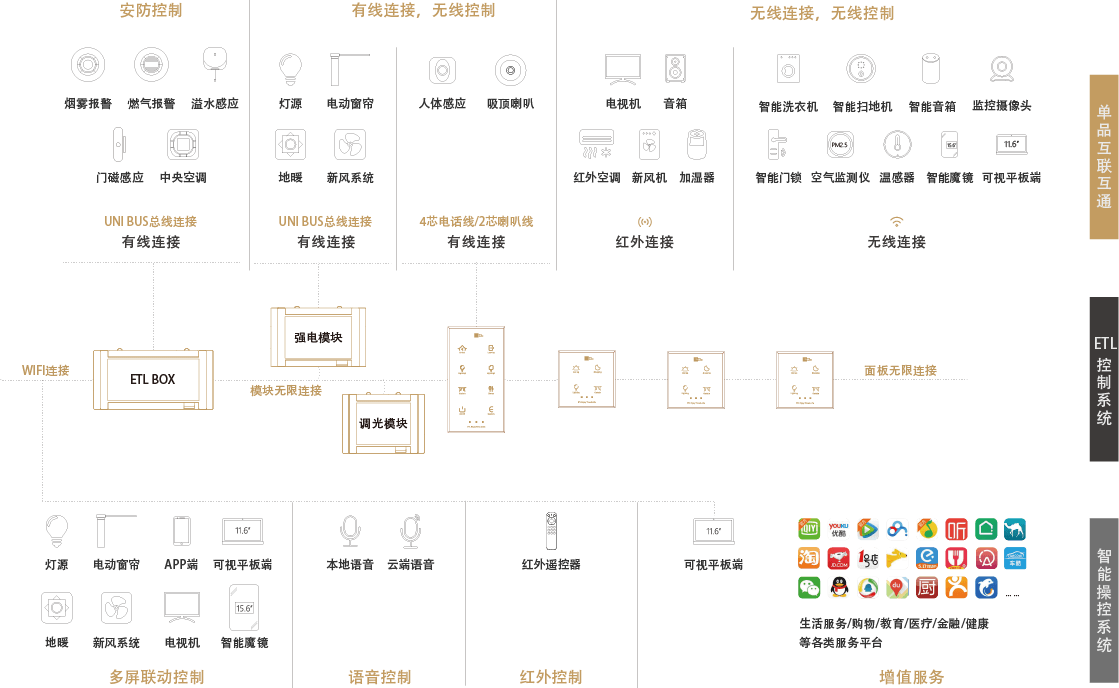 安防控制
有线连接，无线控制
无线连接，无线控制
烟雾报警
燃气报警
溢水感应
灯源
电动窗帘
人体感应
吸顶喇叭
电视机
音箱
智能洗衣机
智能扫地机
智能音箱
监控摄像头
PM2.5
15.6"
11.6"
门磁感应
中央空调
地暖
新风系统
红外空调
新风机
加湿器
智能门锁
空气监测仪
温感器
智能魔镜
可视平板端
UNI BUS总线连接
有线连接
UNI BUS总线连接
有线连接
4芯电话线/2芯喇叭线
有线连接
红外连接
无线连接
单品互联互通
强电模块
WIFI连接
ETL BOX
模块无限连接
调光模块
面板无限连接
ETL控制系统
11.6"
11.6"
灯源
电动窗帘
APP端
可视平板端
本地语音
云端语音
红外遥控器
可视平板端
15.6"
地暖
新风系统
电视机
智能魔镜
YOUKU
优酷
听
淘
JD.COM
1号店
车酷
du
厨
... ...
生活服务/购物/教育/医疗/金融/健康
等各类服务平台
多屏联动控制
语音控制
红外控制
增值服务
智能操控系统